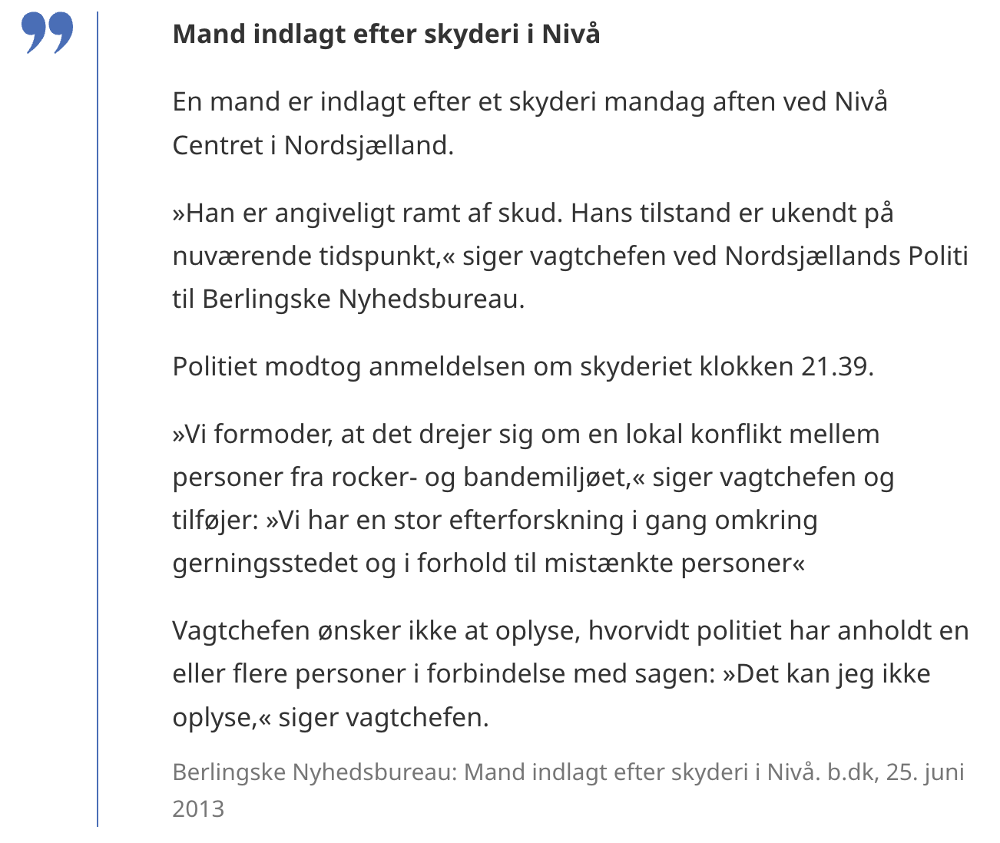 ”
Mand indlagt efter skyderi i Nivå
En mand er indlagt efter et skyderi mandag aften ved Nivå
Centret i Nordsjælland.
»Han er angiveligt ramt af skud. Hans tilstand er ukendt på
nuværende tidspunkt,« siger vagtchefen ved Nordsjællands Politi
til Berlingske Nyhedsbureau.
Politiet modtog anmeldelsen om skyderiet klokken 21.39.
»Vi formoder, at det drejer sig om en lokal konflikt mellem
personer fra rocker- og bandemiljøet,« siger vagtchefen og
tilføjer: »Vi har en stor efterforskning i gang omkring
gerningsstedet og i forhold til mistænkte personer«
Vagtchefen ønsker ikke at oplyse, hvorvidt politiet har anholdt en
eller flere personer i forbindelse med sagen: »Det kan jeg ikke
oplyse,« siger vagtchefen.
Berlingske Nyhedsbureau: Mand indlagt efter skyderi i Nivå. b.dk, 25. juni
2013